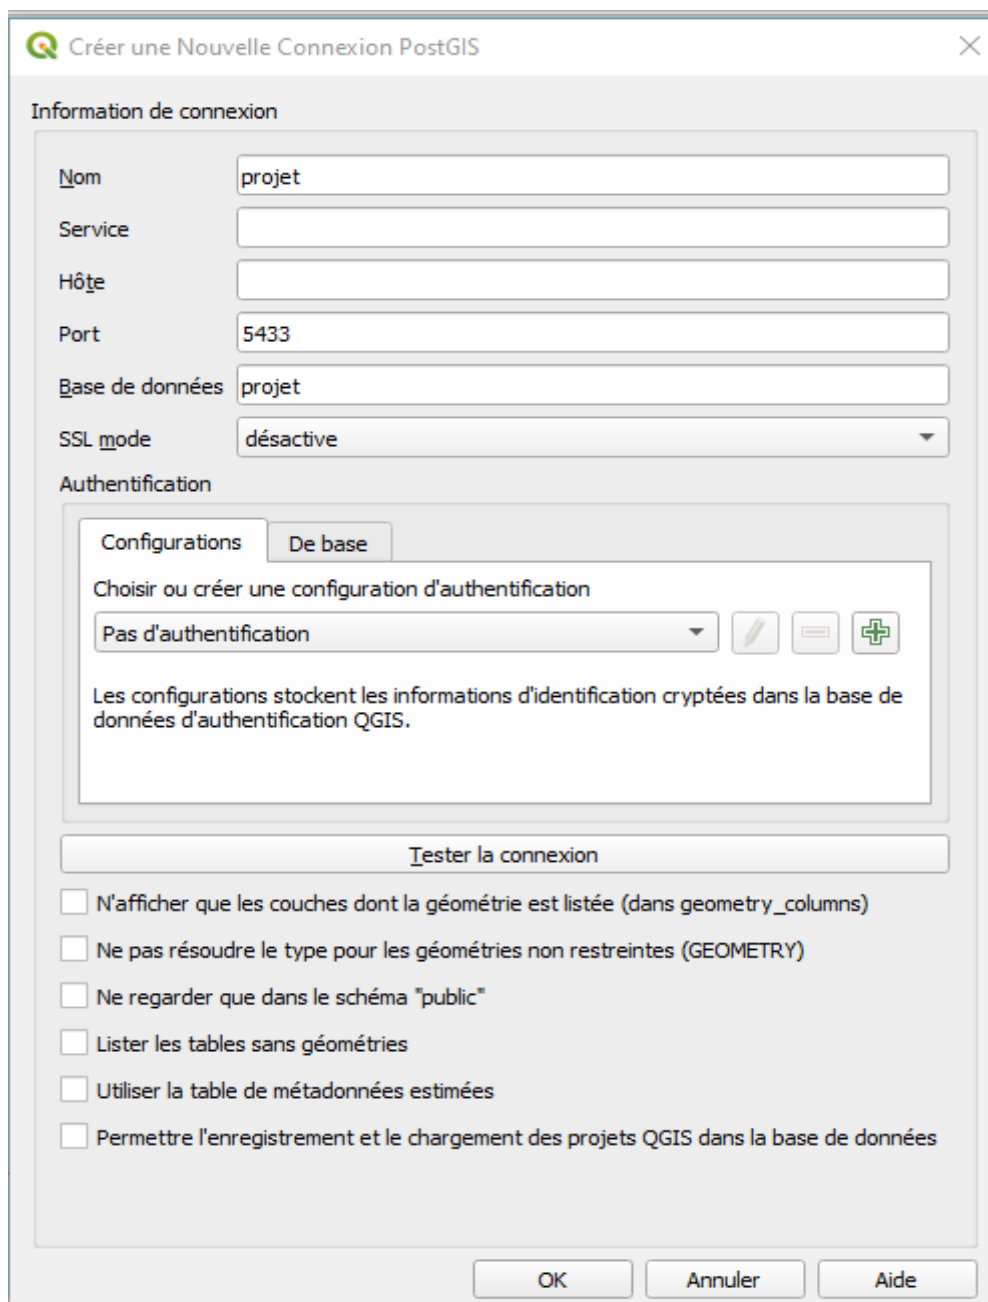 Créer une Nouvelle Connexion PostGIS
Information de connexion
Nom projet
Service
Hôte
Port 5433
Base de données projet
SSL mode désactive
Authentification
Configurations De base
Choisir ou créer une configuration d'authentification
Pas d'authentification
Les configurations stockent les informations d'identification cryptées dans la base de
données d'authentification QGIS.
Tester la connexion
N'afficher que les couches dont la géométrie est listée (dans geometry_columns)
Ne pas résoudre le type pour les géométries non restreintes (GEOMETRY)
Ne regarder que dans le schéma "public"
Lister les tables sans géométries
Utiliser la table de métadonnées estimées
Permettre l'enregistrement et le chargement des projets QGIS dans la base de données
OK Annuler Aide